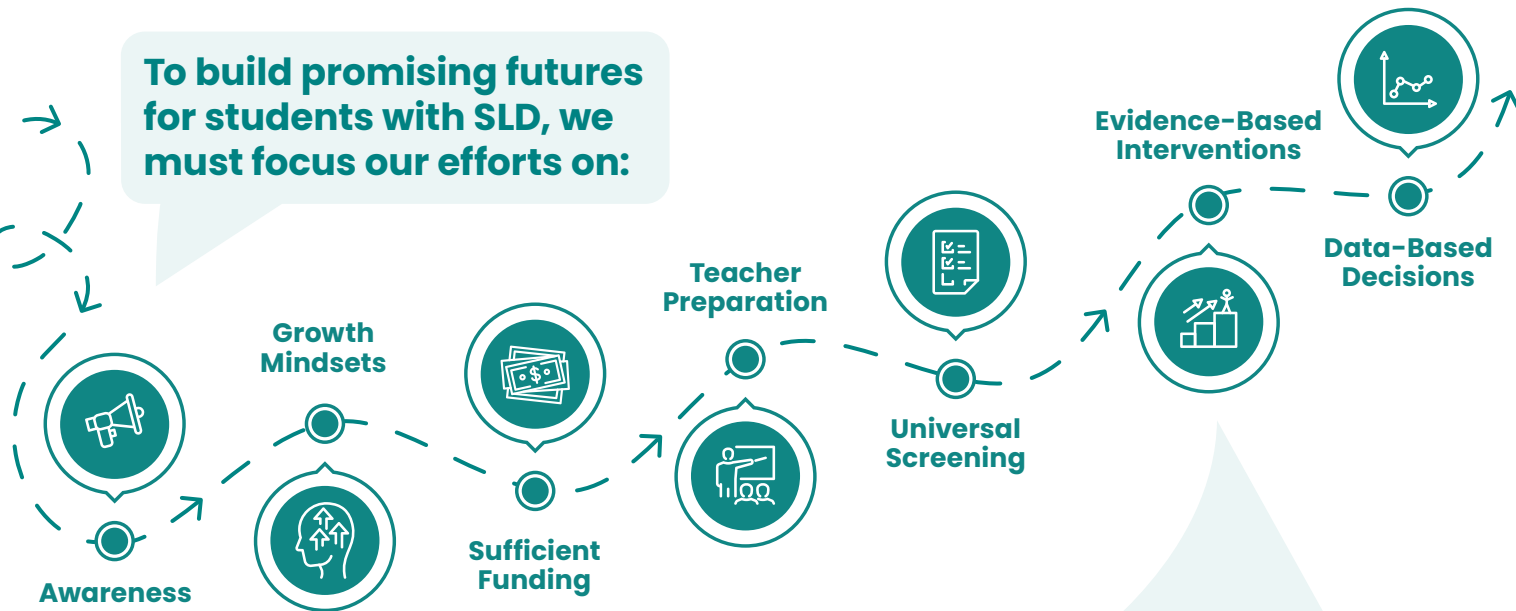 To build promising futures
for students with SLD, we
must focus our efforts on:
Awareness
Growth
Mindsets
Sufficient
Funding
Teacher
Preparation
Universal
Screening
Evidence-Based
Interventions
Data-Based
Decisions
$